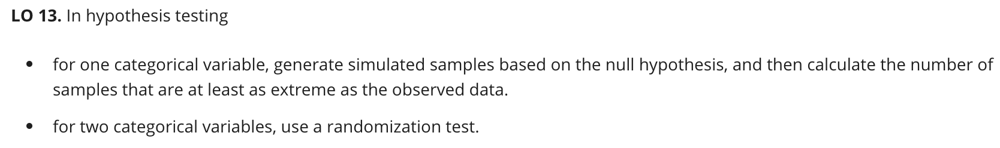 LO 13. In hypothesis testing
• for one categorical variable, generate simulated samples based on the null hypothesis, and then calculate the number of
samples that are at least as extreme as the observed data.
• for two categorical variables, use a randomization test.